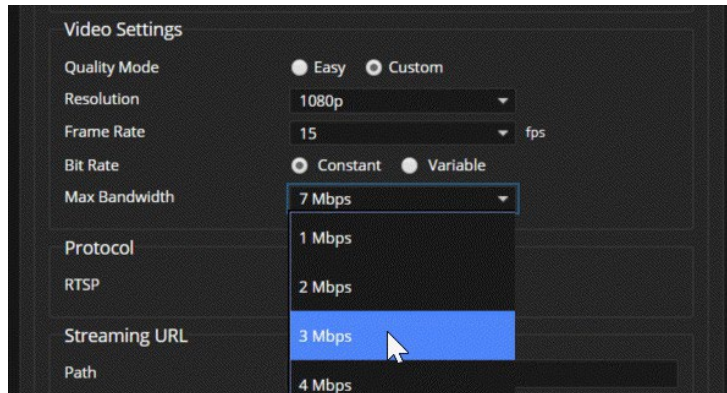 Video Settings
Quality Mode Easy Custom
Resolution 1080p
Frame Rate 15 fps
Bit Rate Constant Variable
Max Bandwidth 7 Mbps
1 Mbps
Protocol
RTSP 2 Mbps
Streaming URL 3 Mbps
Path
4 Mbps